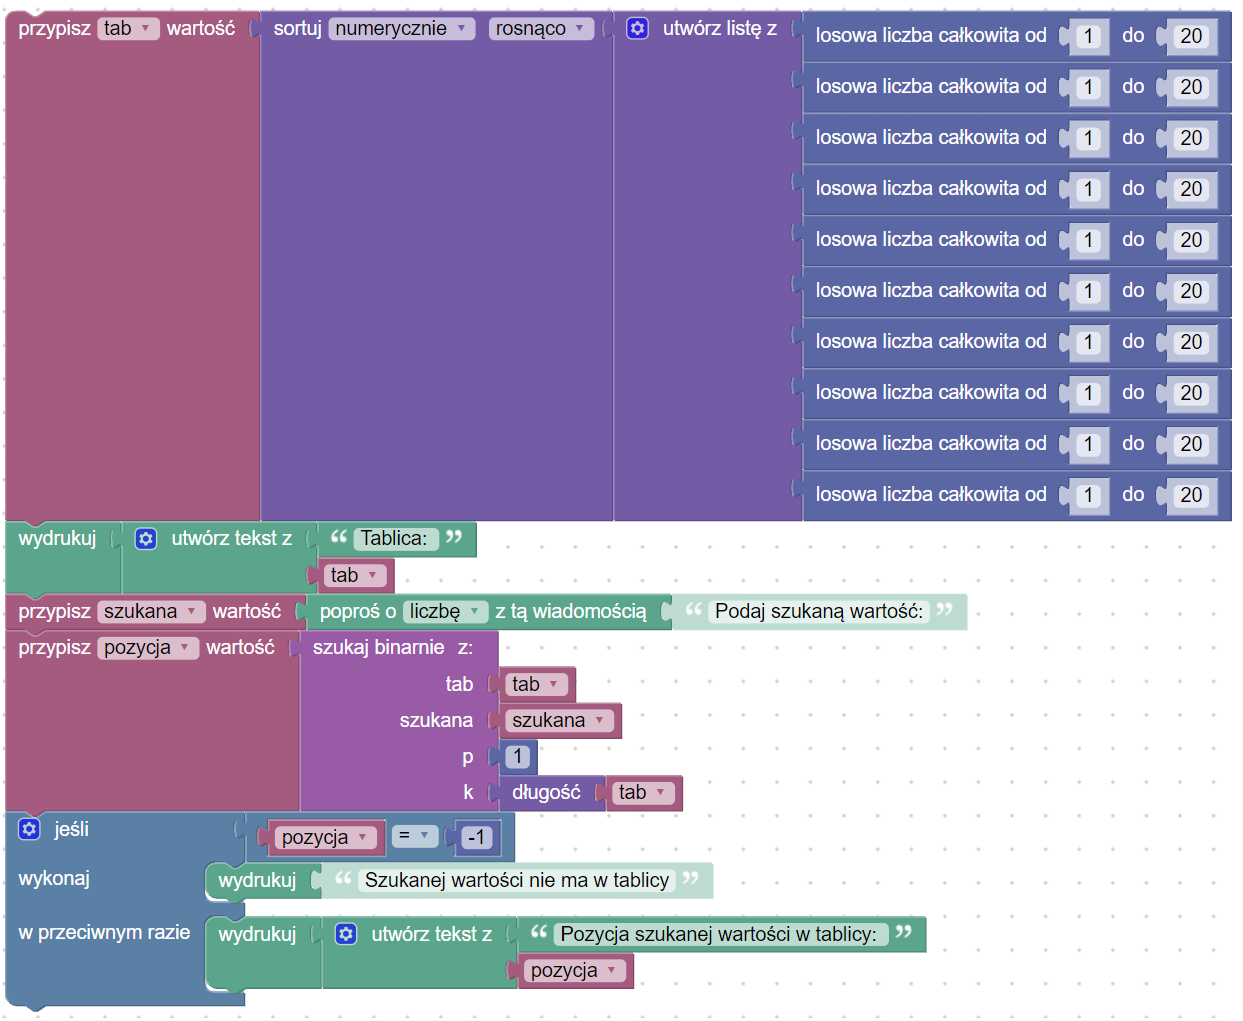 przypisz tab wartość sortuj numerycznie rosnąco utwórz listę z losowa liczba całkowita od 1 do 20
losowa liczba całkowita od 1 do 20
losowa liczba całkowita od 1 do 20
losowa liczba całkowita od 1 do 20
losowa liczba całkowita od 1 do 20
losowa liczba całkowita od 1 do 20
losowa liczba całkowita od 1 do 20
losowa liczba całkowita od 1 do 20
losowa liczba całkowita od 1 do 20
losowa liczba całkowita od 1 do 20
wydrukuj utwórz tekst z “ Tablica: ”
tab
przypisz szukana wartość poproś o liczbę z tą wiadomością “ Podaj szukaną wartość: ”
przypisz pozycja wartość szukaj binarnie z:
tab tab
szukana szukana
p 1
k długość tab
jeśli pozycja = -1
wykonaj wydrukuj “ Szukanej wartości nie ma w tablicy ”
w przeciwnym razie wydrukuj utwórz tekst z “ Pozycja szukanej wartości w tablicy: ”
pozycja